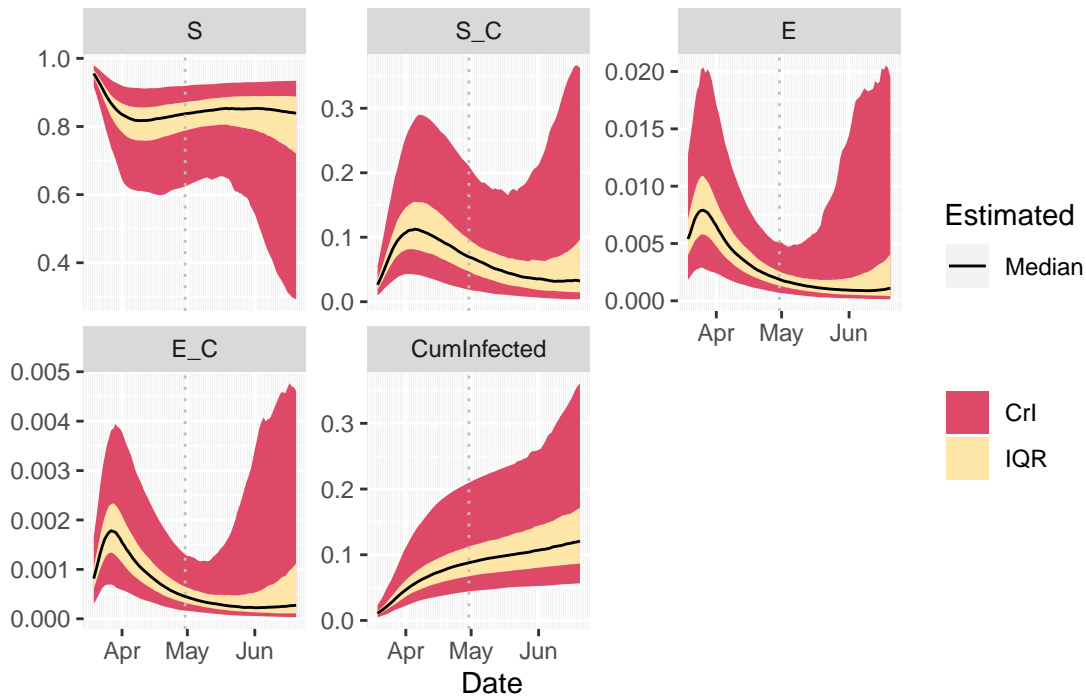 S
S_C
E
1.0
0.8
0.6
0.4
0.3
0.2
0.1
0.0
0.020
0.015
0.010
0.005
0.000
Apr May Jun
E_C
CumInfected
0.005
0.004
0.003
0.002
0.001
0.000
0.3
0.2
0.1
0.0
Apr May Jun
Apr May Jun
Date
Estimated
Median
CrI
IQR